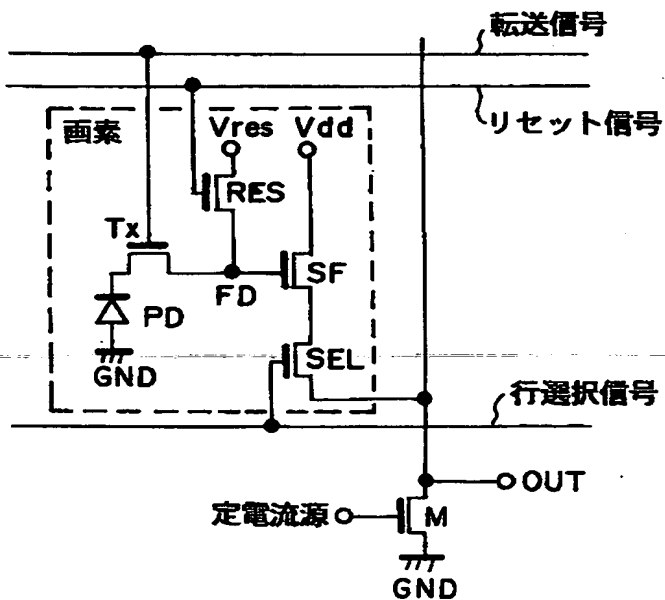 転送信号
リセット信号
画素
Vres
Vdd
RES
Tx
FD
SF
PD
GND
SEL
行選択信号
OUT
定電流源
M
GND